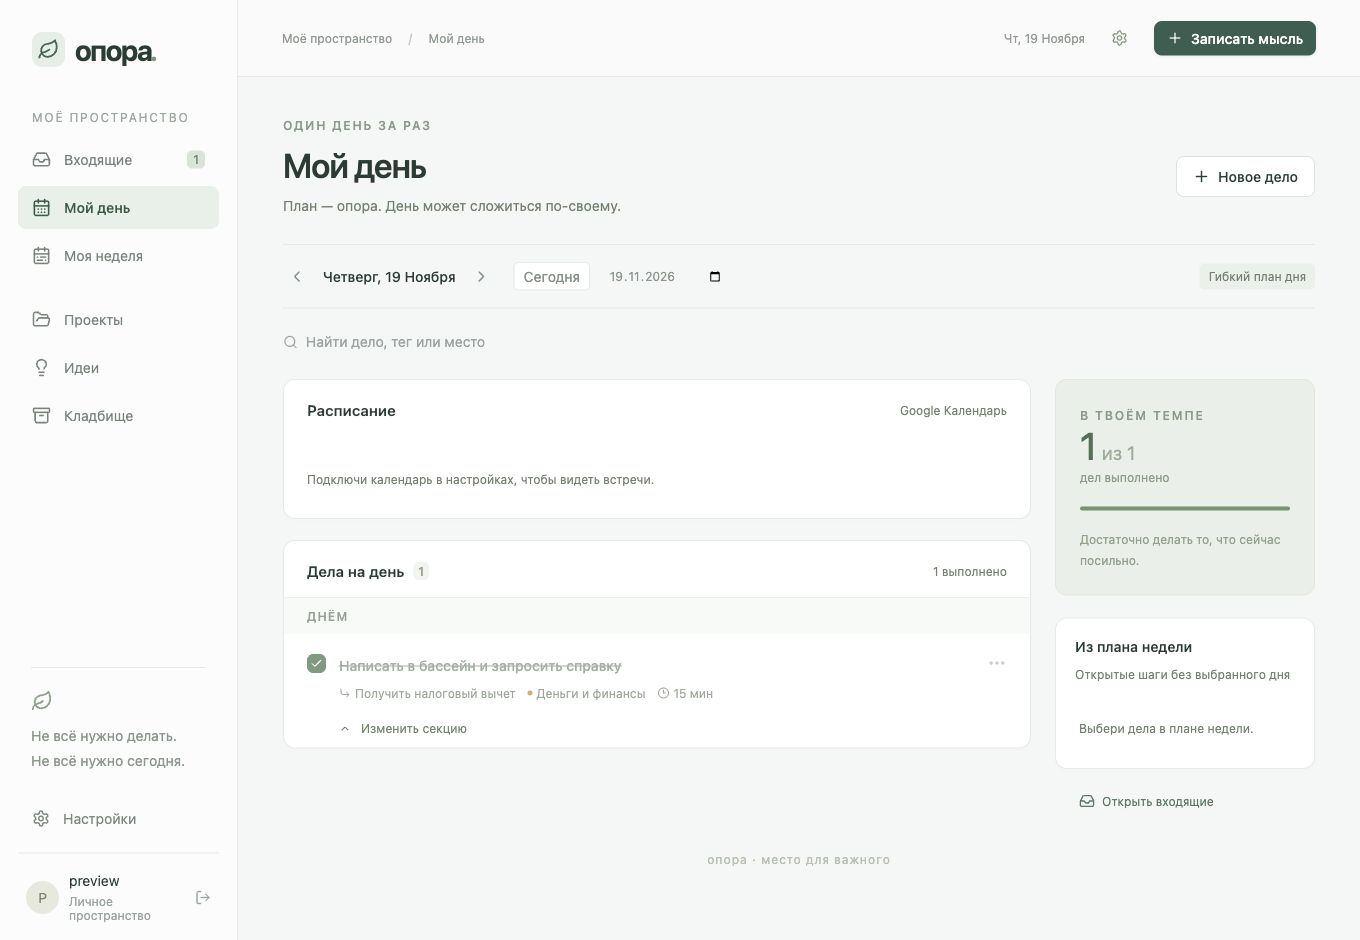 опора.
МОЁ ПРОСТРАНСТВО
Входящие 1
Мой день
Моя неделя
Проекты
Идеи
Кладбище
Не всё нужно делать.
Не всё нужно сегодня.
Настройки
P
preview
Личное
пространство
Моё пространство / Мой день
Чт, 19 Ноября
Записать мысль
ОДИН ДЕНЬ ЗА РАЗ
Мой день
План — опора. День может сложиться по-своему.
Новое дело
Четверг, 19 Ноября
Сегодня
19.11.2026
Гибкий план дня
Найти дело, тег или место
Расписание
Google Календарь
Подключи календарь в настройках, чтобы видеть встречи.
Дела на день 1
1 выполнено
ДНЁМ
Написать в бассейн и запросить справку
Получить налоговый вычет Деньги и финансы 15 мин
Изменить секцию
В ТВОЁМ ТЕМПЕ
1 из 1
дел выполнено
Достаточно делать то, что сейчас
посильно.
Из плана недели
Открытые шаги без выбранного дня
Выбери дела в плане недели.
Открыть входящие
опора · место для важного